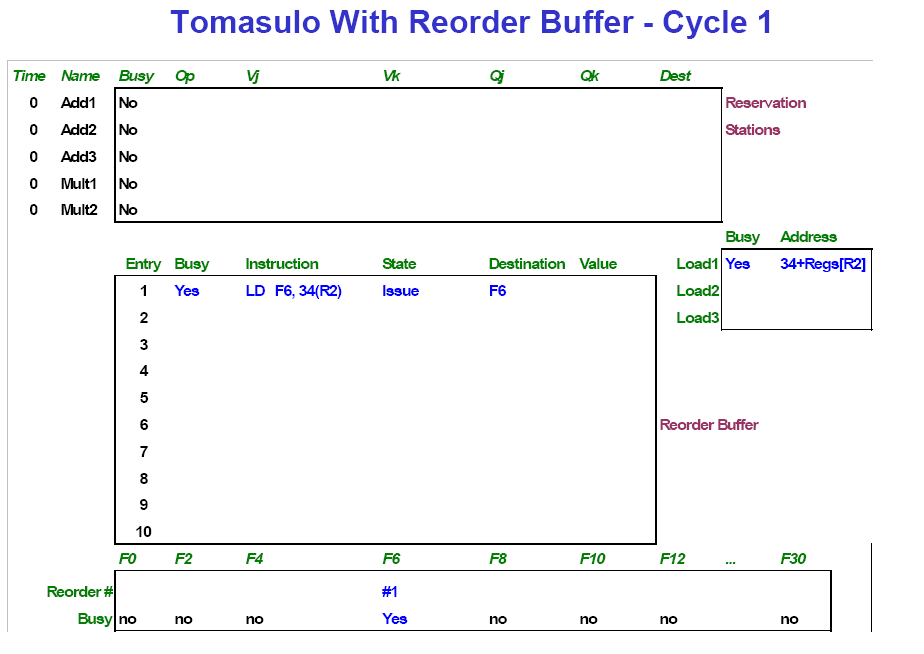 Tomasulo With Reorder Buffer - Cycle 1
Time Name Busy Op Vj Vk Qj Qk Dest
0 Add1 No Reservation
0 Add2 No Stations
0 Add3 No
0 Mult1 No
0 Mult2 No
Busy Address
Entry Busy Instruction State Destination Value Load1 Yes 34+Regs[R2]
1 Yes LD F6, 34(R2) Issue F6 Load2
2 Load3
3
4
5
6 Reorder Buffer
7
8
9
10
F0 F2 F4 F6 F8 F10 F12 ... F30
Reorder # #1
Busy no no no Yes no no no no